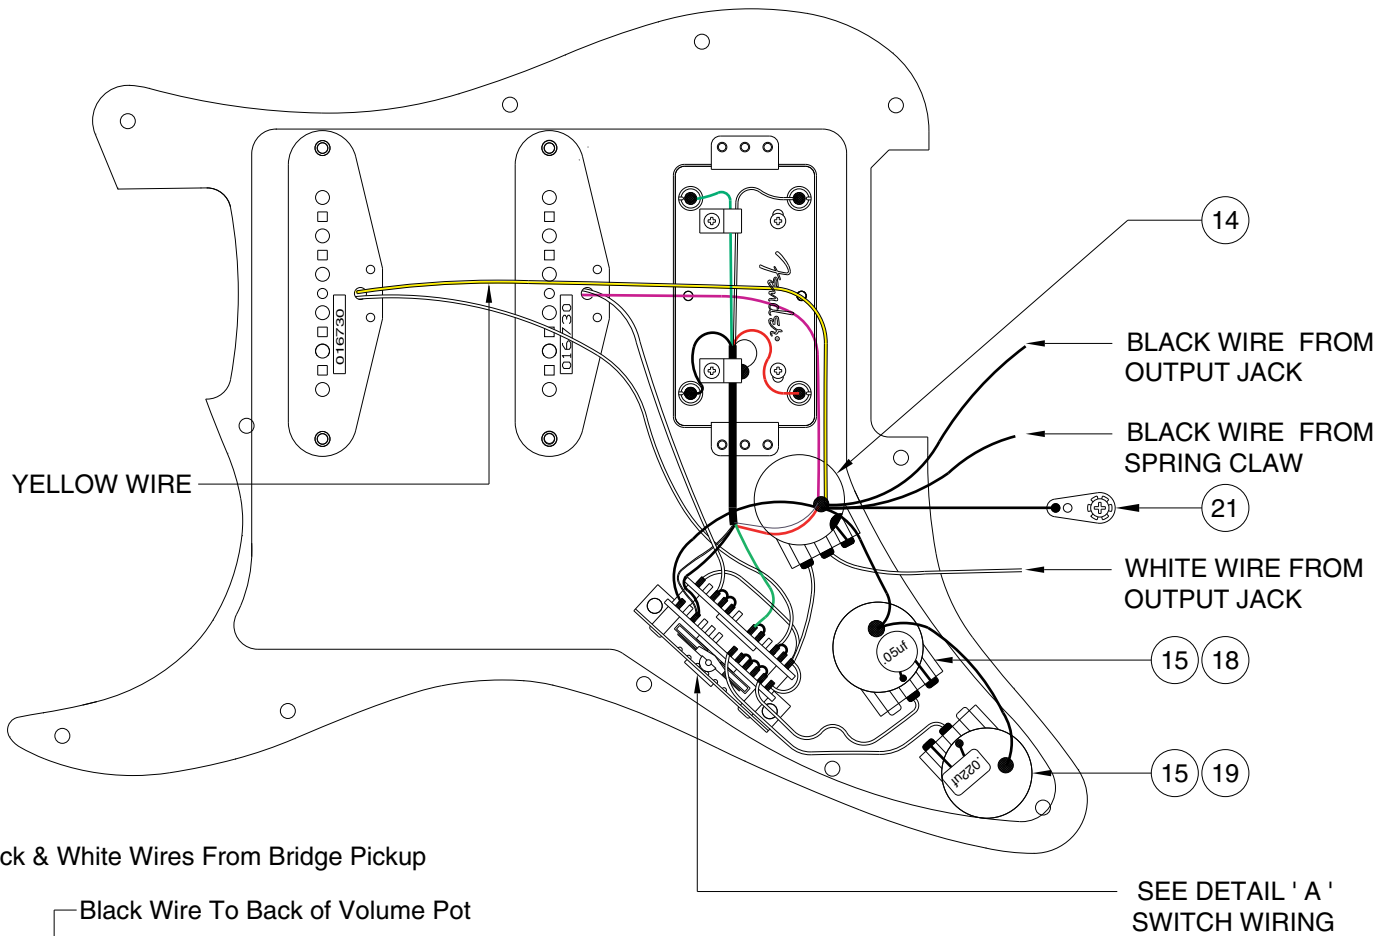 14
Fender
016730
016730
BLACK WIRE FROM
OUTPUT JACK
BLACK WIRE FROM
SPRING CLAW
YELLOW WIRE
21
WHITE WIRE FROM
OUTPUT JACK
.05uf
15 18
.022uf
15 19
ck & White Wires From Bridge Pickup
Black Wire To Back of Volume Pot
SEE DETAIL ' A '
SWITCH WIRING